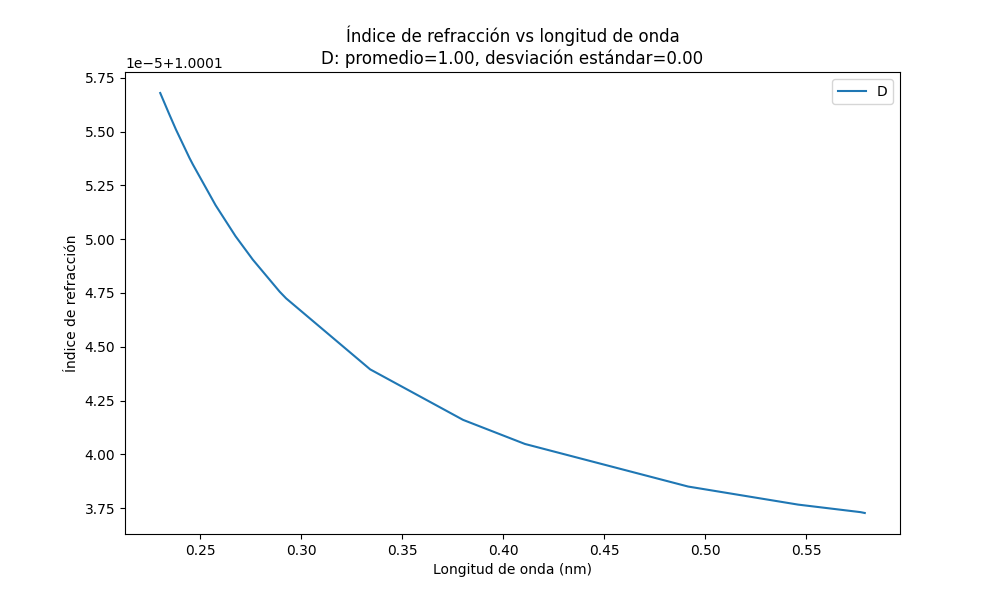 Índice de refracción vs longitud de onda
D: promedio=1.00, desviación estándar=0.00
1e−5+1.0001
D
5.75
5.50
5.25
5.00
4.75
4.50
4.25
4.00
3.75
Índice de refracción
0.25 0.30 0.35 0.40 0.45 0.50 0.55
Longitud de onda (nm)